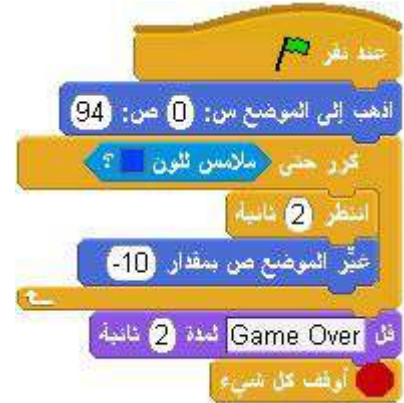 عند نقر
اذهب إلى الموضع س: 0 ص: 94
كرر حتى ملامس للون ؟
انتظر 2 ثانية
غيّر الموضع ص بمقدار -10
قل Game Over لمدة 2 ثانية
أوقف كل شيء